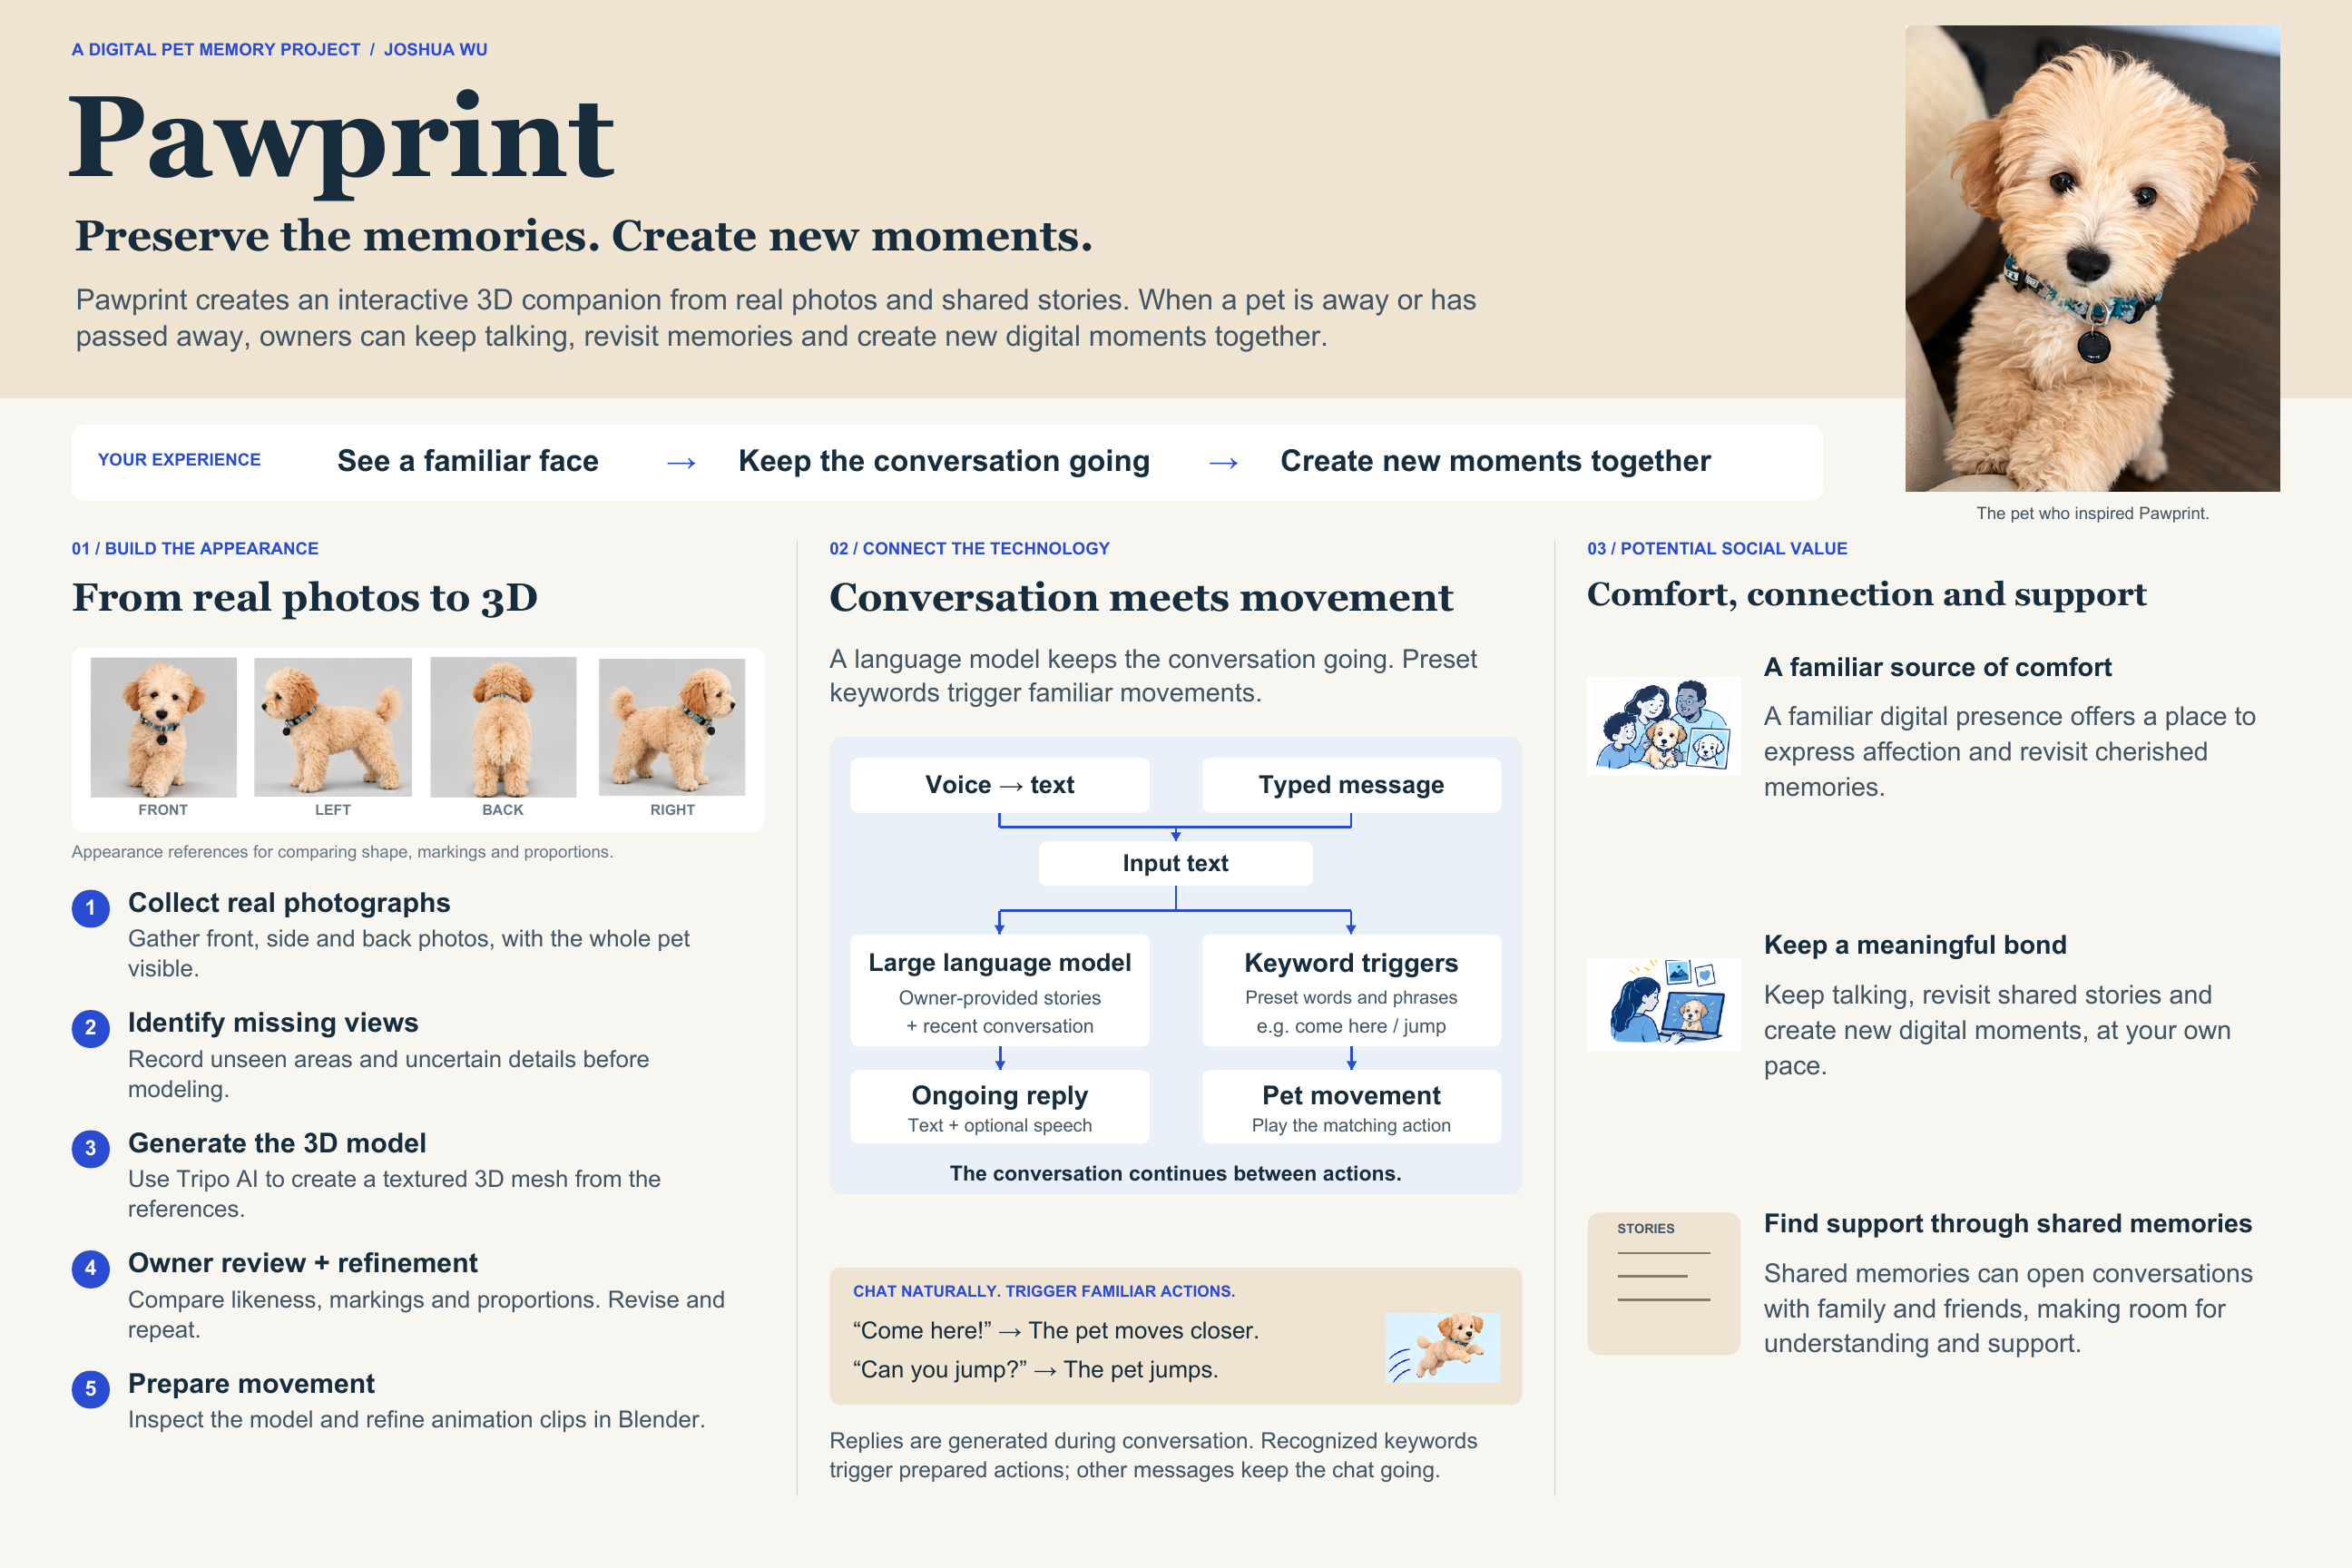 A DIGITAL PET MEMORY PROJECT / JOSHUA WU
Pawprint
Preserve the memories. Create new moments.
Pawprint creates an interactive 3D companion from real photos and shared stories. When a pet is away or has
passed away, owners can keep talking, revisit memories and create new digital moments together.
The pet who inspired Pawprint.
YOUR EXPERIENCE See a familiar face → Keep the conversation going → Create new moments together
01 / BUILD THE APPEARANCE
From real photos to 3D
FRONT LEFT BACK RIGHT
Appearance references for comparing shape, markings and proportions.
1 Collect real photographs
Gather front, side and back photos, with the whole pet
visible.
2 Identify missing views
Record unseen areas and uncertain details before
modeling.
3 Generate the 3D model
Use Tripo AI to create a textured 3D mesh from the
references.
4 Owner review + refinement
Compare likeness, markings and proportions. Revise and
repeat.
5 Prepare movement
Inspect the model and refine animation clips in Blender.
02 / CONNECT THE TECHNOLOGY
Conversation meets movement
A language model keeps the conversation going. Preset
keywords trigger familiar movements.
Voice → text
Typed message
Input text
Large language model
Owner-provided stories
+ recent conversation
Keyword triggers
Preset words and phrases
e.g. come here / jump
Ongoing reply
Text + optional speech
Pet movement
Play the matching action
The conversation continues between actions.
CHAT NATURALLY. TRIGGER FAMILIAR ACTIONS.
“Come here!” → The pet moves closer.
“Can you jump?” → The pet jumps.
Replies are generated during conversation. Recognized keywords
trigger prepared actions; other messages keep the chat going.
03 / POTENTIAL SOCIAL VALUE
Comfort, connection and support
A familiar source of comfort
A familiar digital presence offers a place to
express affection and revisit cherished
memories.
Keep a meaningful bond
Keep talking, revisit shared stories and
create new digital moments, at your own
pace.
STORIES
Find support through shared memories
Shared memories can open conversations
with family and friends, making room for
understanding and support.